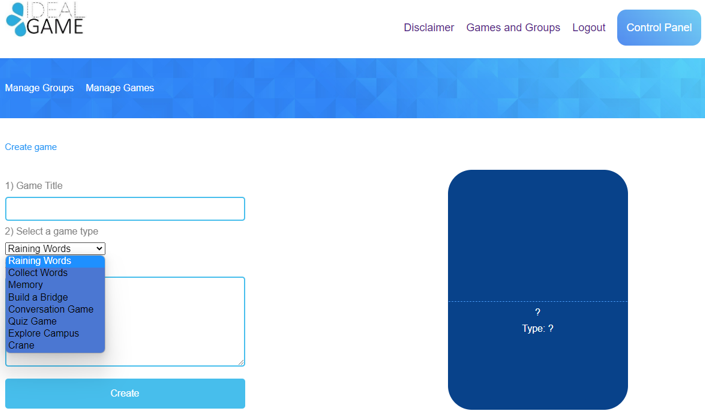 IDEAL
GAME
Disclaimer Games and Groups Logout Control Panel
Manage Groups Manage Games
Create game
1) Game Title
2) Select a game type
Raining Words
Raining Words
Collect Words
Memory
Build a Bridge
Conversation Game
Quiz Game
Explore Campus
Crane
Create
?
Type: ?